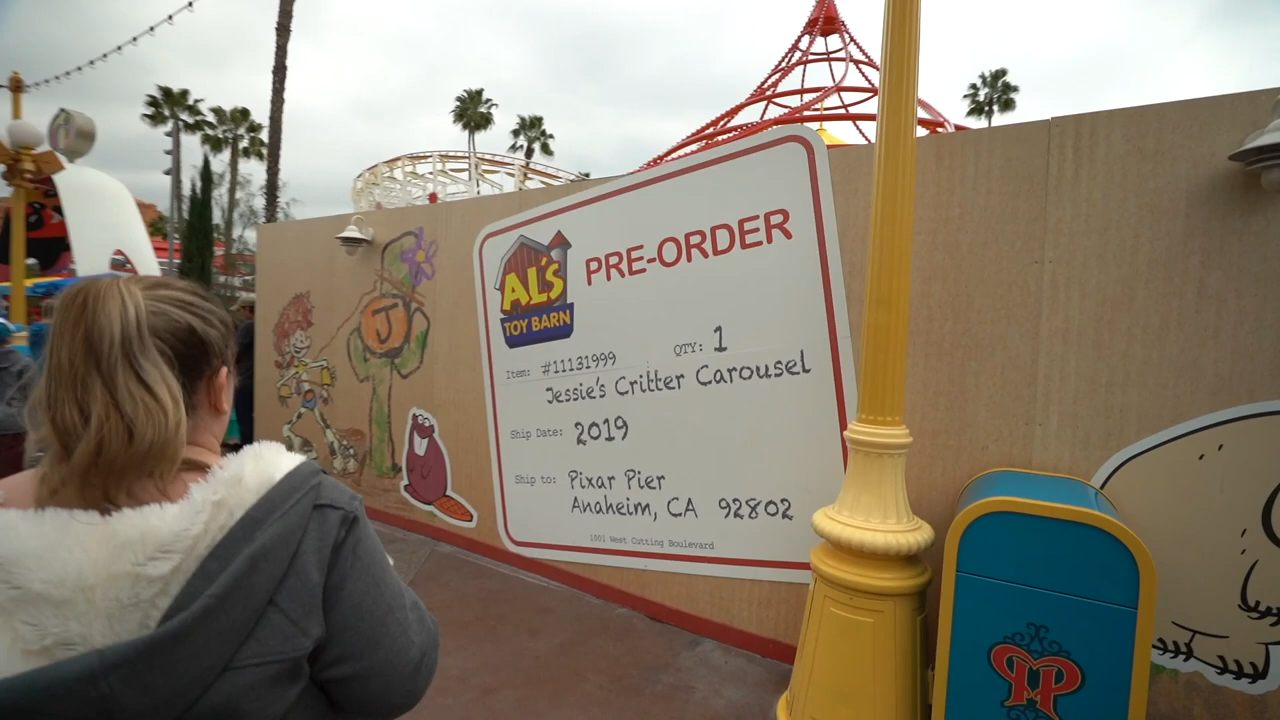 AL'S
TOY BARN
PRE-ORDER
Item: #11131999 QTY: 1
Jessie's Critter Carousel
Ship Date: 2019
Ship to: Pixar Pier
Anaheim, CA 92802
1001 West Cutting Boulevard
J
PP